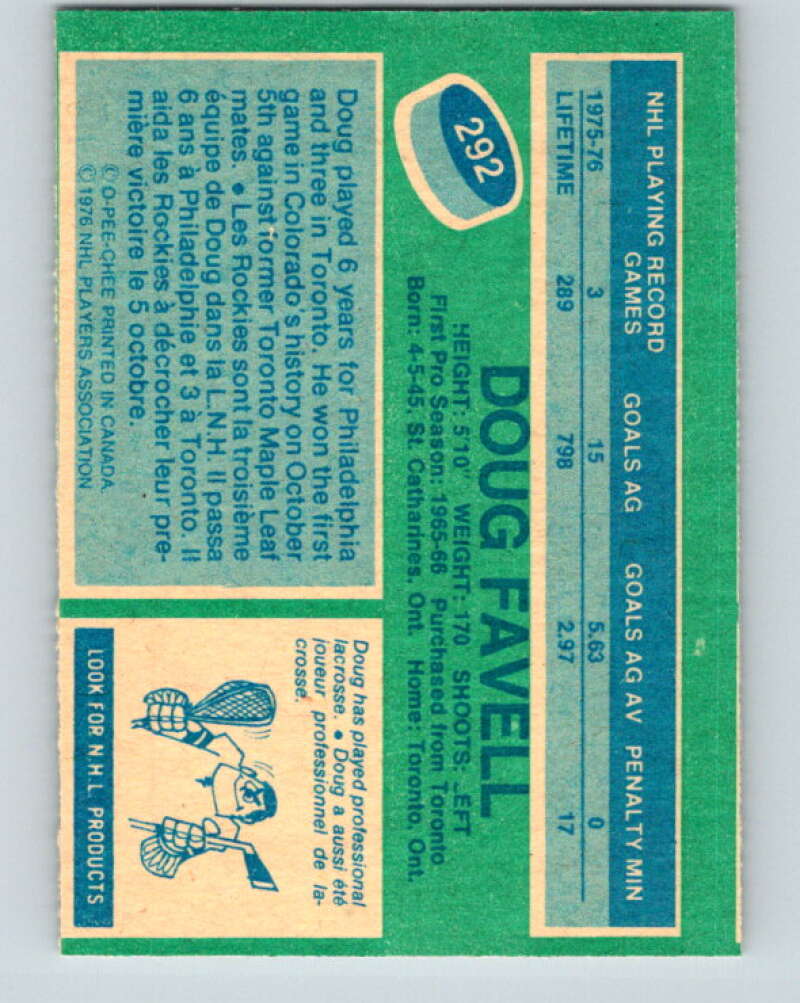 NHL PLAYING RECORD
GAMES GOALS AG GOALS AG AV PENALTY MIN
1975-76 3 15 5.63 0
LIFETIME 289 798 2.97 17
292
DOUG FAVELL
HEIGHT: 5'10" WEIGHT: 170 SHOOTS: LEFT
First Pro Season: 1965-66 Purchased from Toronto
Born: 4-5-45, St. Catharines, Ont. Home: Toronto, Ont.
Doug played 6 years for Philadelphia
and three in Toronto. He won the first
game in Colorado's history on October
5th against former Toronto Maple Leaf
mates. • Les Rockies sont la troisième
équipe de Doug dans la L.N.H. Il passa
6 ans à Philadelphie et 3 à Toronto. Il
aida les Rockies à décrocher leur pre-
mière victoire le 5 octobre.
© O-PEE-CHEE PRINTED IN CANADA.
© 1976 NHL PLAYERS ASSOCIATION
Doug has played professional
lacrosse. • Doug a aussi été
joueur professionnel de la-
crosse.
LOOK FOR N.H.L. PRODUCTS